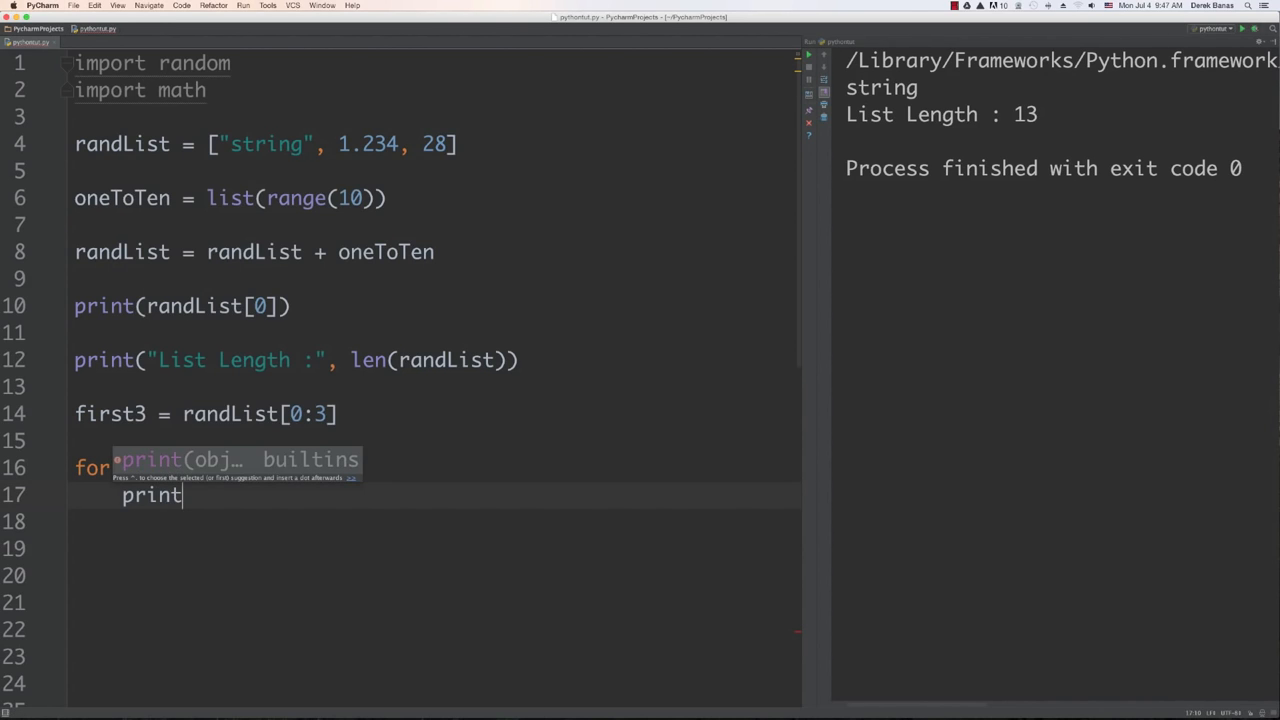 PyCharm File Edit View Navigate Code Refactor Run Tools VCS Window Help Mon Jul 4 9:47 AM Derek Banas
pythontut.py - PycharmProjects - [~/PycharmProjects]
PycharmProjects pythontut.py pythontut
pythontut.py Run pythontut
1 import random
2 import math
3
4 randList = ["string", 1.234, 28]
5
6 oneToTen = list(range(10))
7
8 randList = randList + oneToTen
9
10 print(randList[0])
11
12 print("List Length :", len(randList))
13
14 first3 = randList[0:3]
15
16 for
print(obj… builtins
Press ^. to choose the selected (or first) suggestion and insert a dot afterwards >>
17 print
18
19
20
21
22
23
24
/Library/Frameworks/Python.framework
string
List Length : 13
Process finished with exit code 0
17:10 LF÷ UTF-8÷